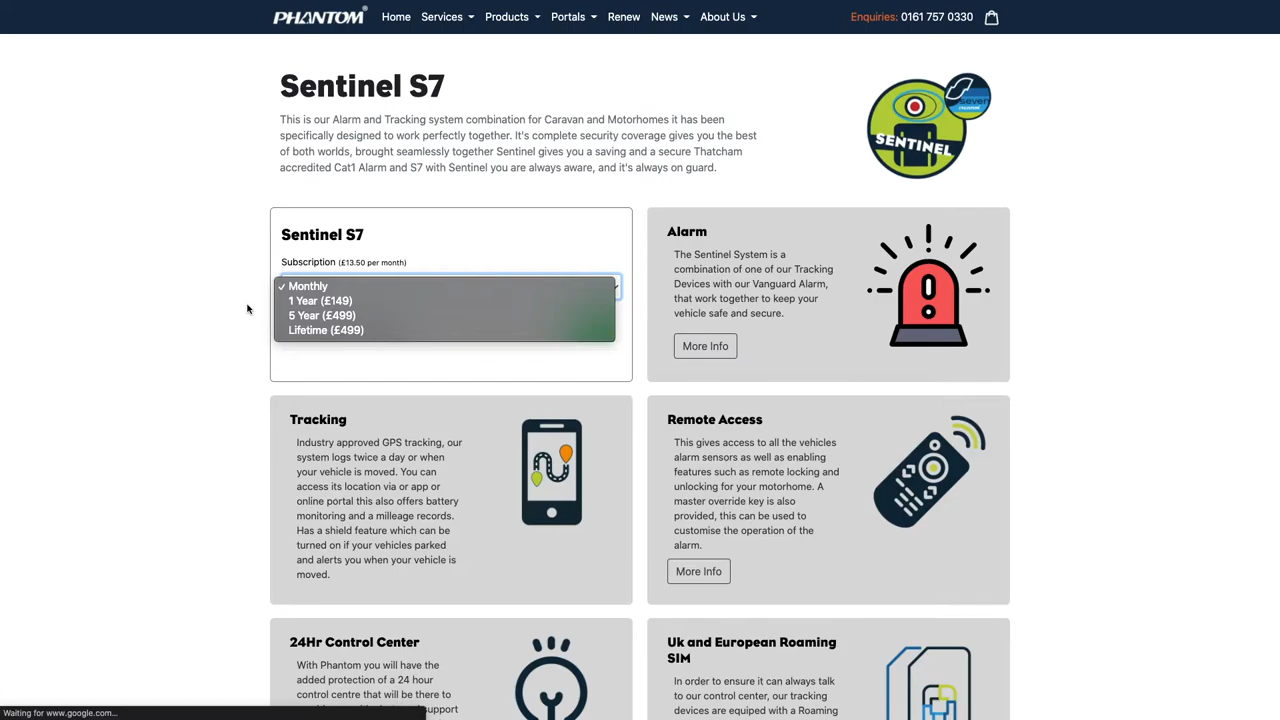 PHANTOM® Home Services Products Portals Renew News About Us Enquiries: 0161 757 0330
Sentinel S7
This is our Alarm and Tracking system combination for Caravan and Motorhomes it has been
specifically designed to work perfectly together. It's complete security coverage gives you the best
of both worlds, brought seamlessly together Sentinel gives you a saving and a secure Thatcham
accredited Cat1 Alarm and S7 with Sentinel you are always aware, and it's always on guard.
seven
SENTINEL
Sentinel S7
Subscription (£13.50 per month)
✓ Monthly
1 Year (£149)
5 Year (£499)
Lifetime (£499)
Alarm
The Sentinel System is a
combination of one of our Tracking
Devices with our Vanguard Alarm,
that work together to keep your
vehicle safe and secure.
More Info
Tracking
Industry approved GPS tracking, our
system logs twice a day or when
your vehicle is moved. You can
access its location via or app or
online portal this also offers battery
monitoring and a milleage records.
Has a shield feature which can be
turned on if your vehicles parked
and alerts you when your vehicle is
moved.
Remote Access
This gives access to all the vehicles
alarm sensors as well as enabling
features such as remote locking and
unlocking for your motorhome. A
master override key is also
provided, this can be used to
customise the operation of the
alarm.
More Info
24Hr Control Center
With Phantom you will have the
added protection of a 24 hour
control centre that will be there to
Uk and European Roaming
SIM
In order to ensure it can always talk
to our control center, our tracking
devices are equiped with a Roaming
Waiting for www.google.com...